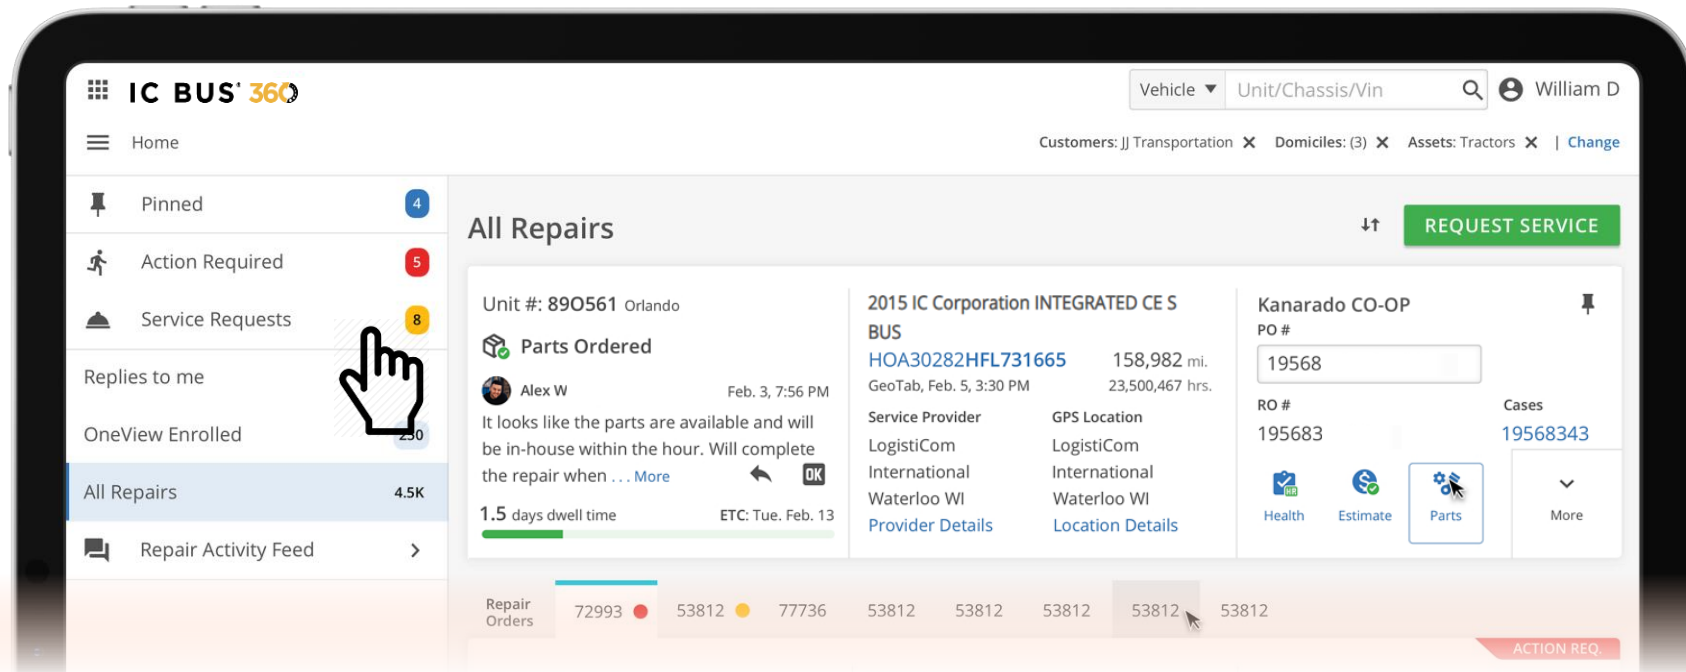 IC BUS® 360
Vehicle
Unit/Chassis/Vin
William D
Home
Customers: JJ Transportation
Domiciles: (3)
Assets: Tractors
| Change
Pinned
4
Action Required
5
Service Requests
8
Replies to me
OneView Enrolled
230
All Repairs
4.5K
Repair Activity Feed
All Repairs
REQUEST SERVICE
Unit #: 89O561 Orlando
Parts Ordered
Alex W
Feb. 3, 7:56 PM
It looks like the parts are available and will
be in-house within the hour. Will complete
the repair when ... More
OK
1.5 days dwell time
ETC: Tue. Feb. 13
2015 IC Corporation INTEGRATED CE S
BUS
HOA30282HFL731665
158,982 mi.
GeoTab, Feb. 5, 3:30 PM
23,500,467 hrs.
Service Provider
LogistiCom
International
Waterloo WI
Provider Details
GPS Location
LogistiCom
International
Waterloo WI
Location Details
Kanarado CO-OP
PO #
19568
RO #
195683
Cases
19568343
HR
Health
Estimate
Parts
More
Repair
Orders
72993
53812
77736
53812
53812
53812
53812
53812
ACTION REQ.